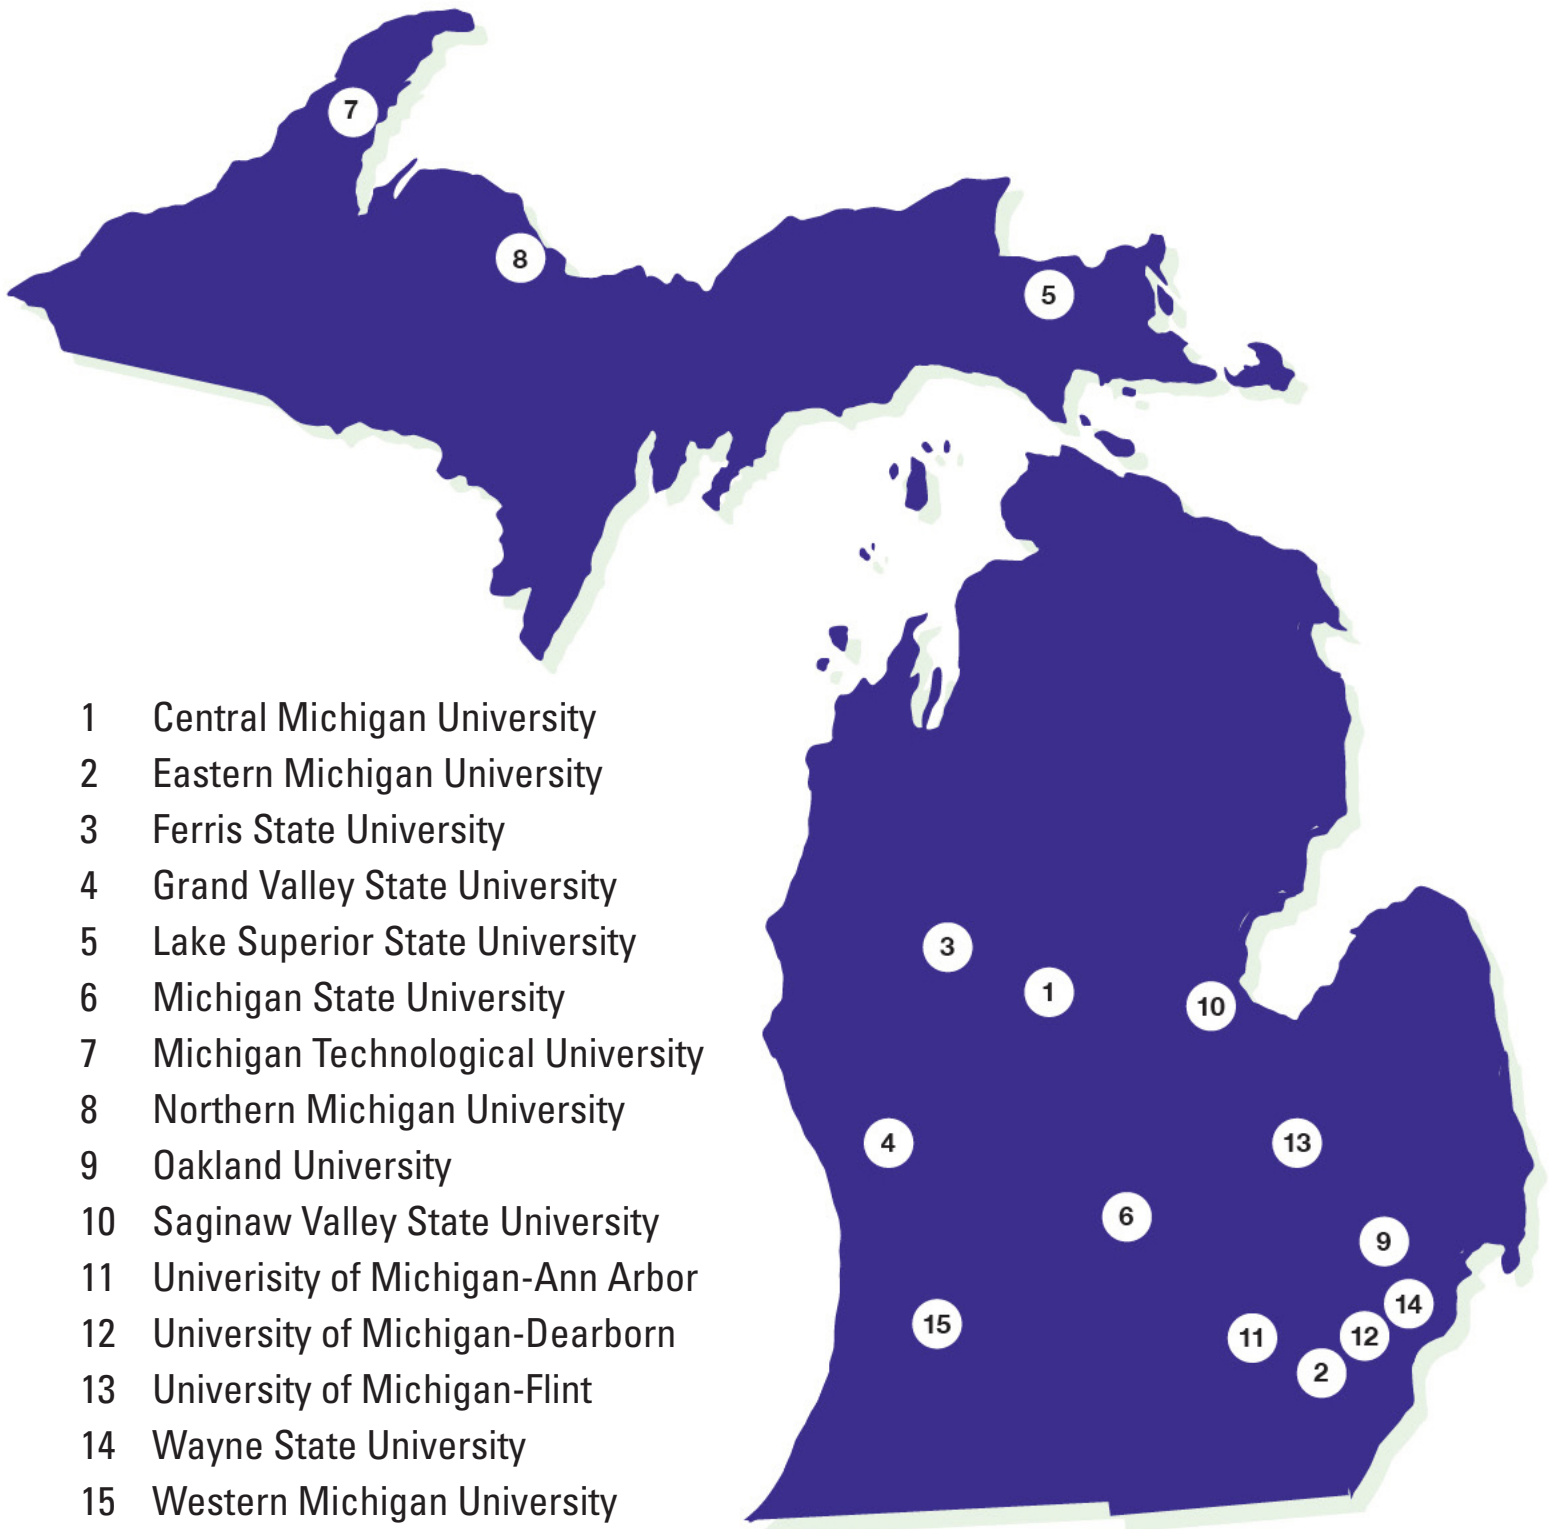 7
8
5
3
1
10
4
13
6
9
14
15
11
12
2
1 Central Michigan University
2 Eastern Michigan University
3 Ferris State University
4 Grand Valley State University
5 Lake Superior State University
6 Michigan State University
7 Michigan Technological University
8 Northern Michigan University
9 Oakland University
10 Saginaw Valley State University
11 Univerisity of Michigan-Ann Arbor
12 University of Michigan-Dearborn
13 University of Michigan-Flint
14 Wayne State University
15 Western Michigan University